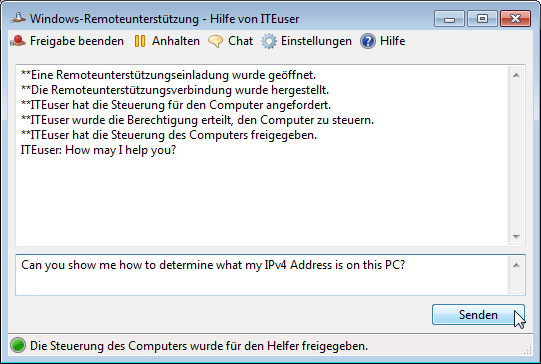 Windows-Remoteunterstützung - Hilfe von ITEuser
Freigabe beenden Anhalten Chat Einstellungen Hilfe
**Eine Remoteunterstützungseinladung wurde geöffnet.
**Die Remoteunterstützungsverbindung wurde hergestellt.
**ITEuser hat die Steuerung für den Computer angefordert.
**ITEuser wurde die Berechtigung erteilt, den Computer zu steuern.
**ITEuser hat die Steuerung des Computers freigegeben.
ITEuser: How may I help you?
Can you show me how to determine what my IPv4 Address is on this PC?
Senden
Die Steuerung des Computers wurde für den Helfer freigegeben.